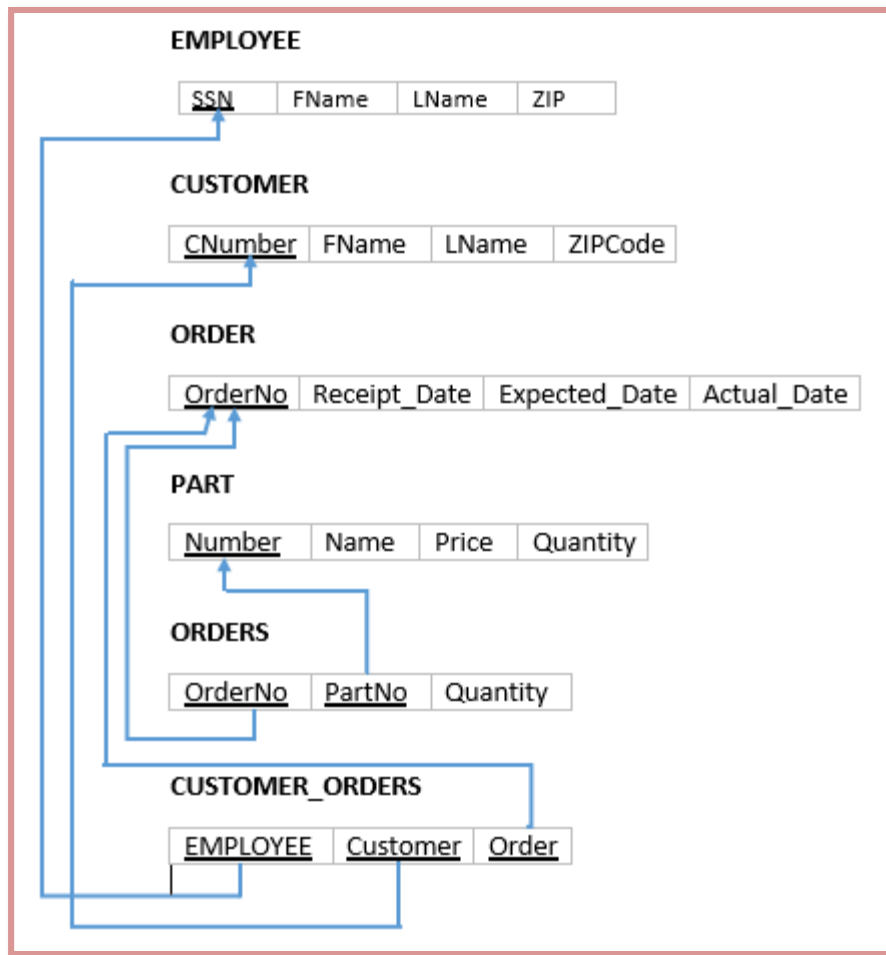 EMPLOYEE
SSN FName LName ZIP
CUSTOMER
CNumber FName LName ZIPCode
ORDER
OrderNo Receipt_Date Expected_Date Actual_Date
PART
Number Name Price Quantity
ORDERS
OrderNo PartNo Quantity
CUSTOMER_ORDERS
EMPLOYEE Customer Order